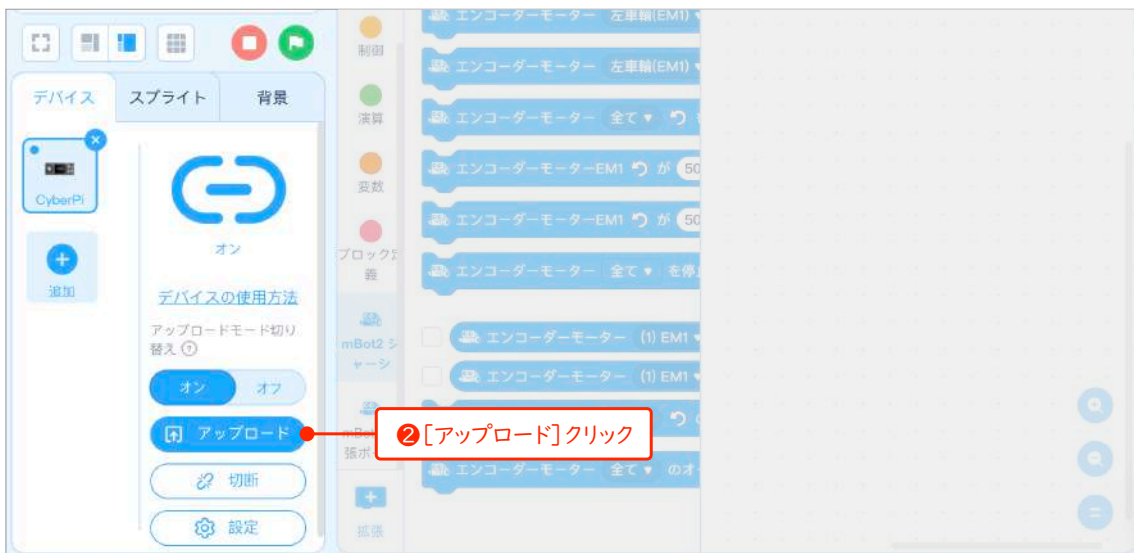 デバイス
スプライト
背景
CyberPi
追加
オン
デバイスの使用方法
アップロードモード切り
替え
オン
オフ
アップロード
切断
設定
制御
演算
変数
ブロック定
義
mBot2 シ
ャーシ
張ポ
拡張
エンコーダーモーター 左車輪(EM1)
エンコーダーモーター 左車輪(EM1)
エンコーダーモーター 全て
エンコーダーモーターEM1 が 50
エンコーダーモーターEM1 が 50
エンコーダーモーター 全て を停
エンコーダーモーター (1) EM1
エンコーダーモーター (1) EM1
エンコーダーモーター 全て のオ
❷[アップロード]クリック